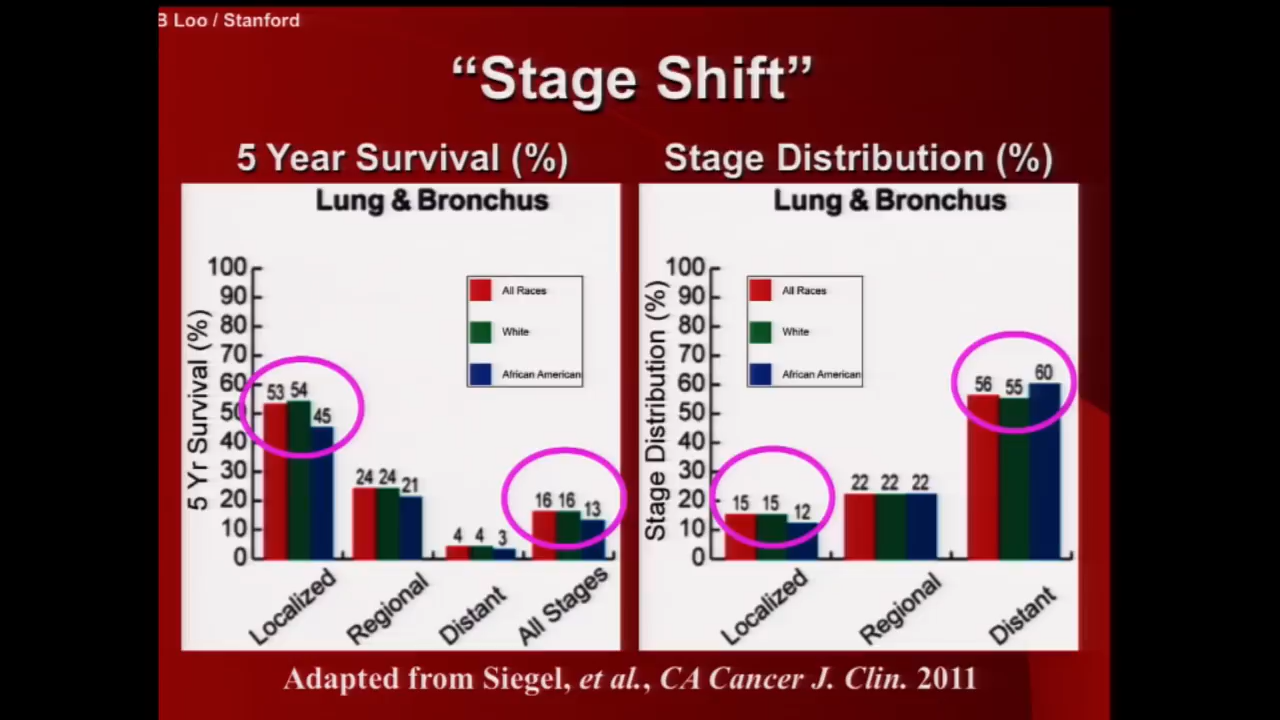 B Loo / Stanford
“Stage Shift”
5 Year Survival (%)
Stage Distribution (%)
Lung & Bronchus
100
90
80
70
60
50
40
30
20
10
0
5 Yr Survival (%)
All Races
White
African American
53 54 45
24 24 21
4 4 3
16 16 13
Localized
Regional
Distant
All Stages
Lung & Bronchus
100
90
80
70
60
50
40
30
20
10
0
Stage Distribution (%)
All Races
White
African American
15 15 12
22 22 22
56 55 60
Localized
Regional
Distant
Adapted from Siegel, et al., CA Cancer J. Clin. 2011